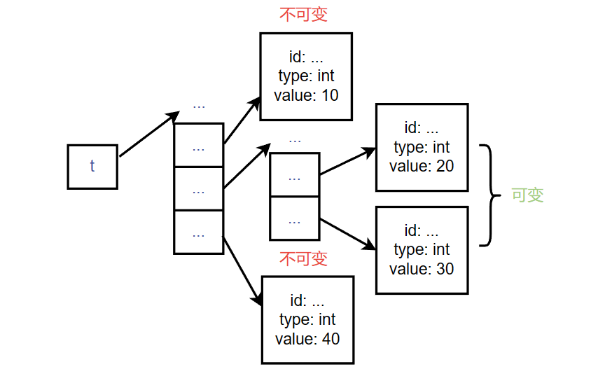 不可变
id: ...
type: int
value: 10
...
...
id: ...
type: int
value: 20
t
...
...
...
...
...
可变
id: ...
type: int
value: 30
不可变
id: ...
type: int
value: 40